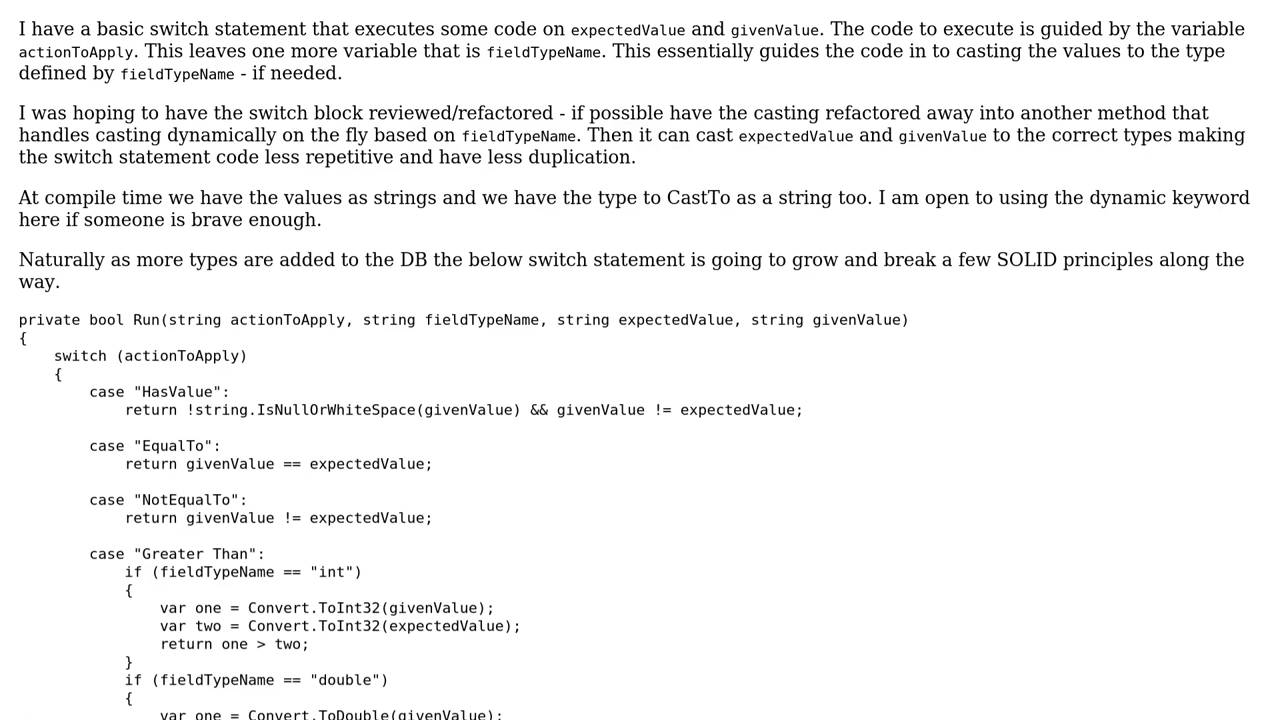 I have a basic switch statement that executes some code on expectedValue and givenValue. The code to execute is guided by the variable
actionToApply. This leaves one more variable that is fieldTypeName. This essentially guides the code in to casting the values to the type
defined by fieldTypeName - if needed.
I was hoping to have the switch block reviewed/refactored - if possible have the casting refactored away into another method that
handles casting dynamically on the fly based on fieldTypeName. Then it can cast expectedValue and givenValue to the correct types making
the switch statement code less repetitive and have less duplication.
At compile time we have the values as strings and we have the type to CastTo as a string too. I am open to using the dynamic keyword
here if someone is brave enough.
Naturally as more types are added to the DB the below switch statement is going to grow and break a few SOLID principles along the
way.
private bool Run(string actionToApply, string fieldTypeName, string expectedValue, string givenValue)
{
    switch (actionToApply)
    {
        case "HasValue":
            return !string.IsNullOrWhiteSpace(givenValue) && givenValue != expectedValue;
        case "EqualTo":
            return givenValue == expectedValue;
        case "NotEqualTo":
            return givenValue != expectedValue;
        case "Greater Than":
            if (fieldTypeName == "int")
            {
                var one = Convert.ToInt32(givenValue);
                var two = Convert.ToInt32(expectedValue);
                return one > two;
            }
            if (fieldTypeName == "double")
            {
                var one = Convert.ToDouble(givenValue);